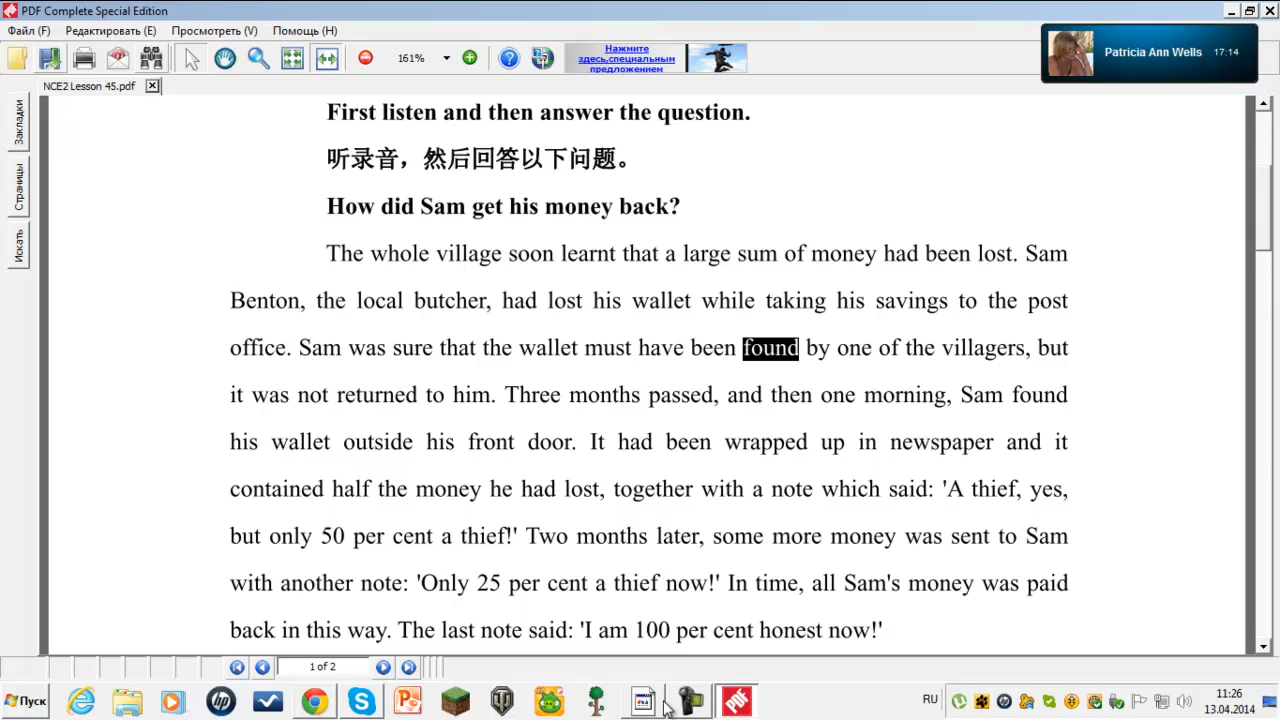 PDF Complete Special Edition
Файл (F) Редактировать (E) Просмотреть (V) Помощь (H)
Patricia Ann Wells 17:14
161%
Нажмите
здесь,специальным
предложением
NCE2 Lesson 45.pdf
Закладки
Страницы
Искать
First listen and then answer the question.
听录音，然后回答以下问题。
How did Sam get his money back?
The whole village soon learnt that a large sum of money had been lost. Sam
Benton, the local butcher, had lost his wallet while taking his savings to the post
office. Sam was sure that the wallet must have been found by one of the villagers, but
it was not returned to him. Three months passed, and then one morning, Sam found
his wallet outside his front door. It had been wrapped up in newspaper and it
contained half the money he had lost, together with a note which said: 'A thief, yes,
but only 50 per cent a thief!' Two months later, some more money was sent to Sam
with another note: 'Only 25 per cent a thief now!' In time, all Sam's money was paid
back in this way. The last note said: 'I am 100 per cent honest now!'
1 of 2
Пуск
RU
11:26
13.04.2014